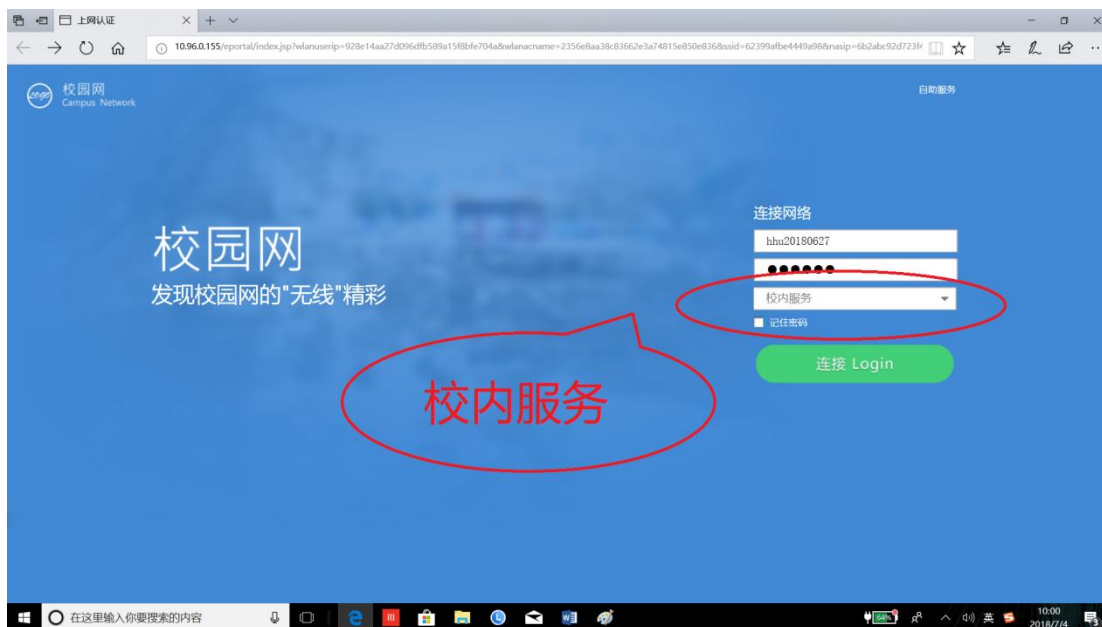 上网认证
10.96.0.155/eportal/index.jsp?wlanuserip=928e14aa27d096dfb589a15f8bfe704a&wlanacname=2356e8aa38c83662e3a74815e850e836&ssid=62399afbe4449a98&nasip=6b2abc92d723f
logo
校园网
Campus Network
自助服务
校园网
发现校园网的"无线"精彩
连接网络
hhu20180627
●●●●●●
校内服务
记住密码
连接 Login
校内服务
在这里输入你要搜索的内容
64%
英
10:00
2018/7/4